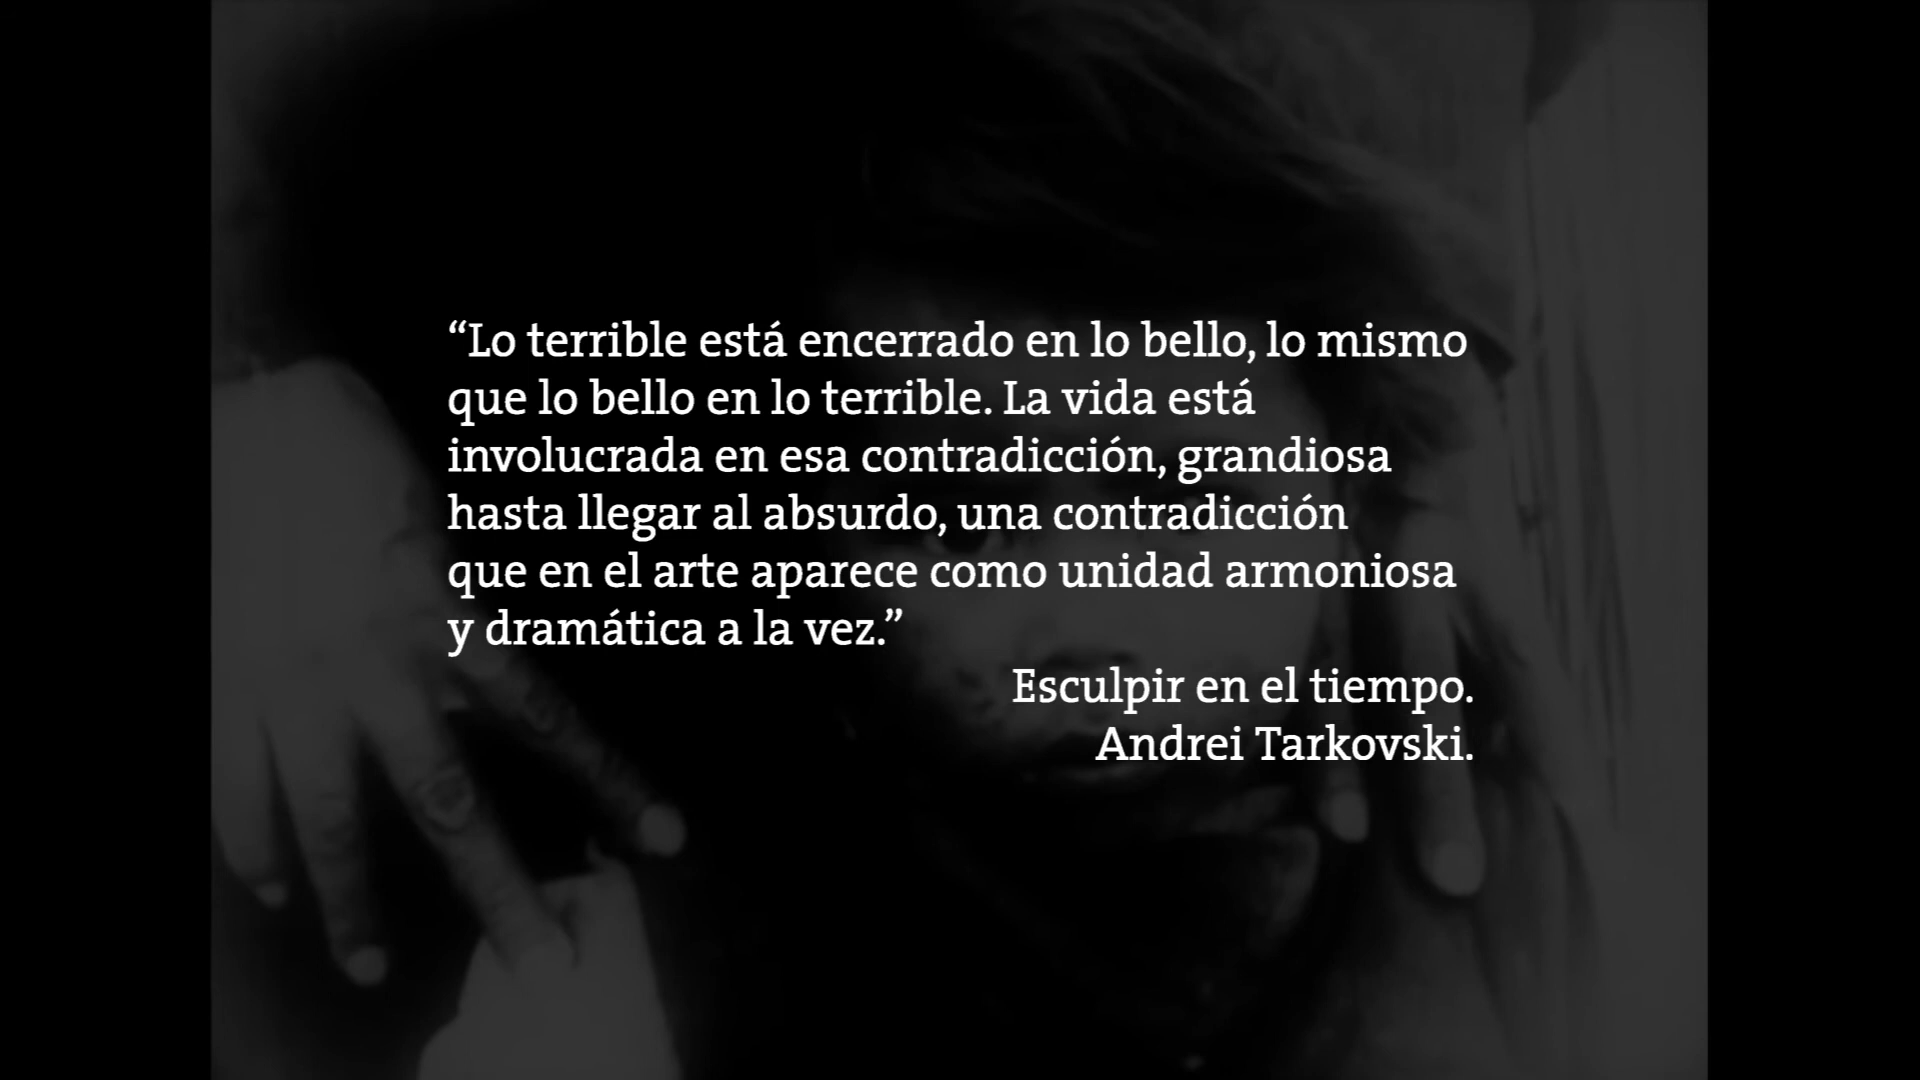 “Lo terrible está encerrado en lo bello, lo mismo
que lo bello en lo terrible. La vida está
involucrada en esa contradicción, grandiosa
hasta llegar al absurdo, una contradicción
que en el arte aparece como unidad armoniosa
y dramática a la vez.”
Esculpir en el tiempo.
Andrei Tarkovski.